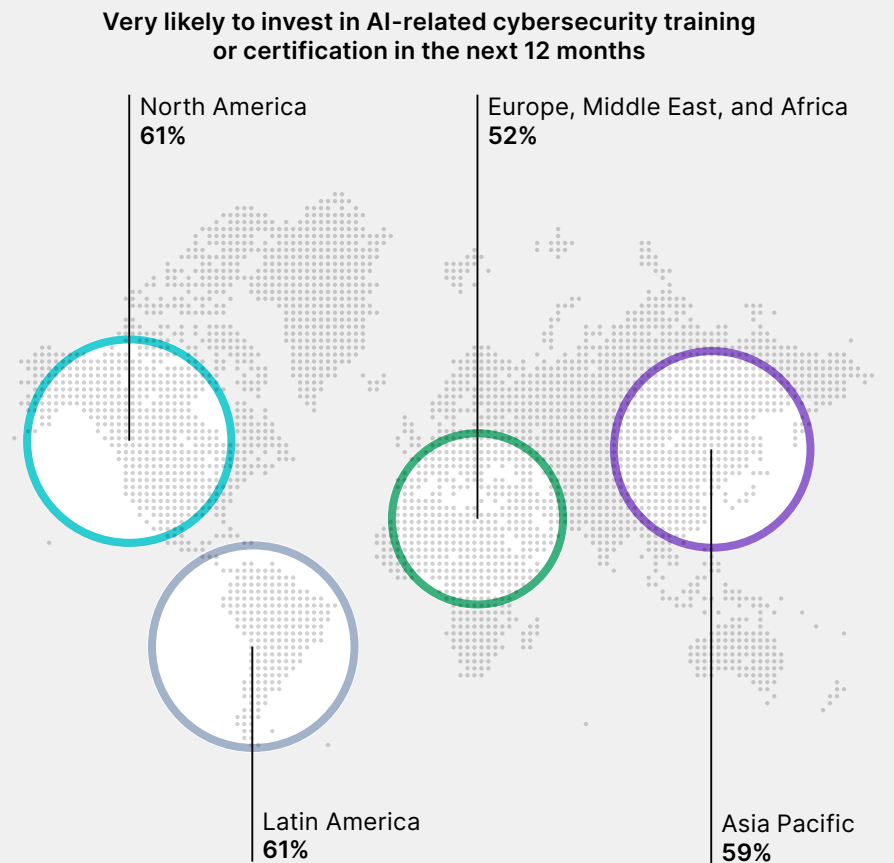 Very likely to invest in AI-related cybersecurity training
or certification in the next 12 months
North America
61%
Europe, Middle East, and Africa
52%
Latin America
61%
Asia Pacific
59%